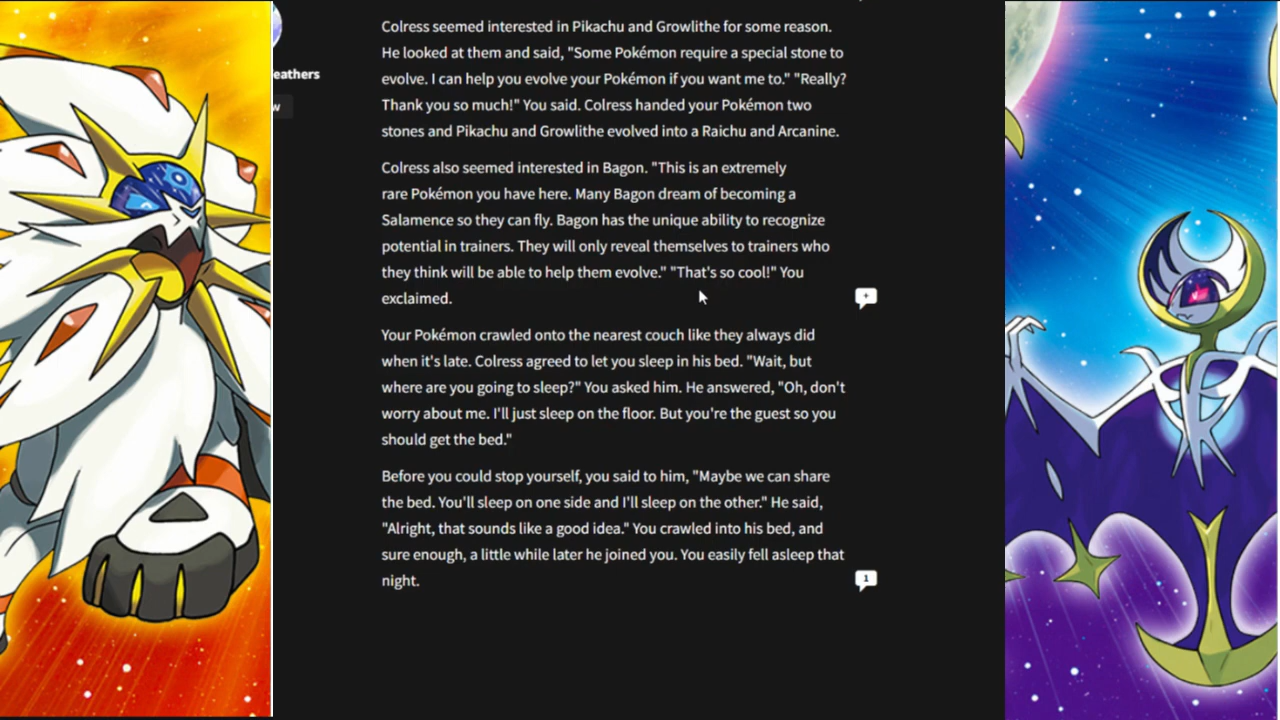 Colress seemed interested in Pikachu and Growlithe for some reason.
He looked at them and said, "Some Pokémon require a special stone to
evolve. I can help you evolve your Pokémon if you want me to." "Really?
Thank you so much!" You said. Colress handed your Pokémon two
stones and Pikachu and Growlithe evolved into a Raichu and Arcanine.
Colress also seemed interested in Bagon. "This is an extremely
rare Pokémon you have here. Many Bagon dream of becoming a
Salamence so they can fly. Bagon has the unique ability to recognize
potential in trainers. They will only reveal themselves to trainers who
they think will be able to help them evolve." "That's so cool!" You
exclaimed.
+
Your Pokémon crawled onto the nearest couch like they always did
when it's late. Colress agreed to let you sleep in his bed. "Wait, but
where are you going to sleep?" You asked him. He answered, "Oh, don't
worry about me. I'll just sleep on the floor. But you're the guest so you
should get the bed."
Before you could stop yourself, you said to him, "Maybe we can share
the bed. You'll sleep on one side and I'll sleep on the other." He said,
"Alright, that sounds like a good idea." You crawled into his bed, and
sure enough, a little while later he joined you. You easily fell asleep that
night.
1
eathers
w